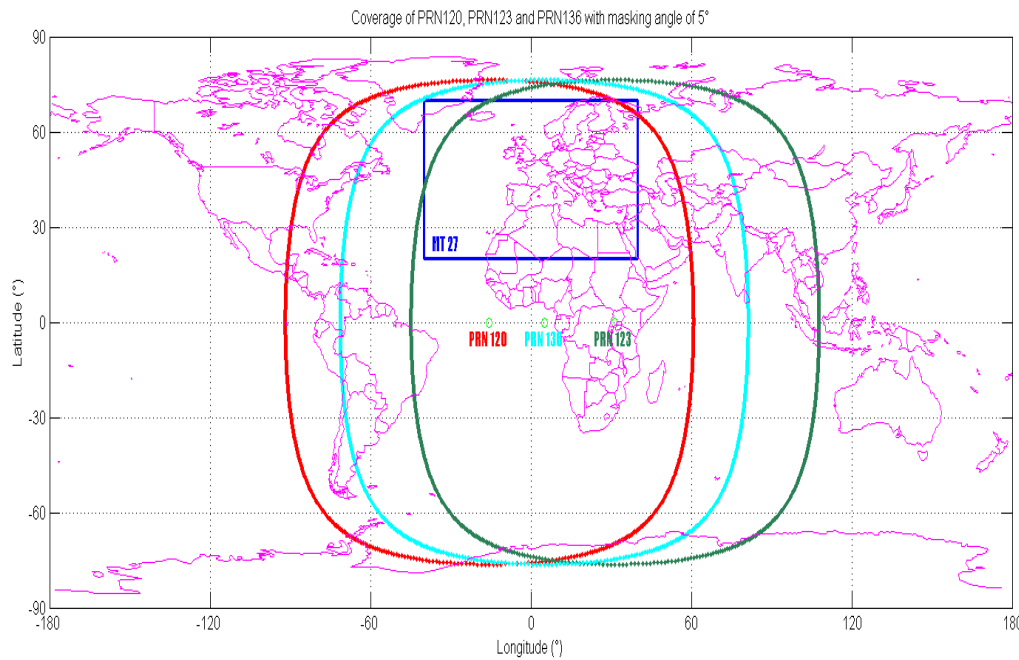 Coverage of PRN120, PRN123 and PRN136 with masking angle of 5°
90
60
30
0
-30
-60
-90
Latitude (°)
MT 27
PRN 120
PRN 136
PRN 123
-180
-120
-60
0
60
120
180
Longitude (°)